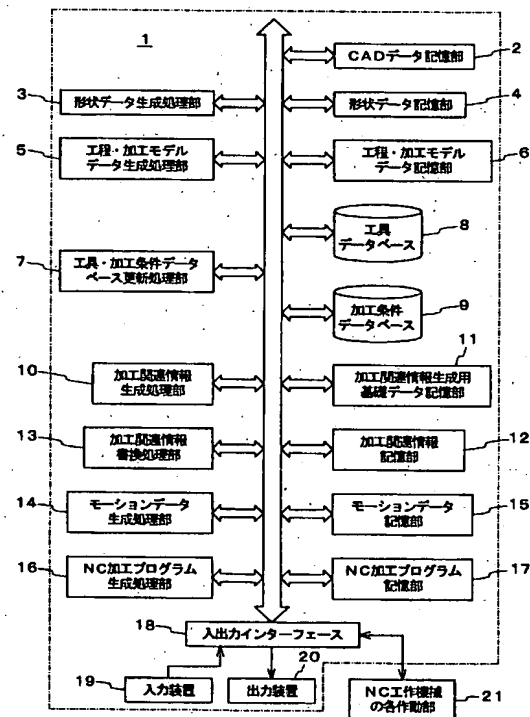 1
CADデータ記憶部
2
3
形状データ生成処理部
形状データ記憶部
4
5
工程・加工モデル
データ生成処理部
工程・加工モデル
データ記憶部
6
工具
データベース
8
7
工具・加工条件データ
ベース更新処理部
加工条件
データベース
9
10
加工関連情報
生成処理部
11
加工関連情報生成用
基礎データ記憶部
13
加工関連情報
書換処理部
加工関連情報
記憶部
12
14
モーションデータ
生成処理部
モーションデータ
記憶部
15
16
NC加工プログラム
生成処理部
NC加工プログラム
記憶部
17
18
入出力インターフェース
19
入力装置
20
出力装置
NC工作機械
の各作動部
21